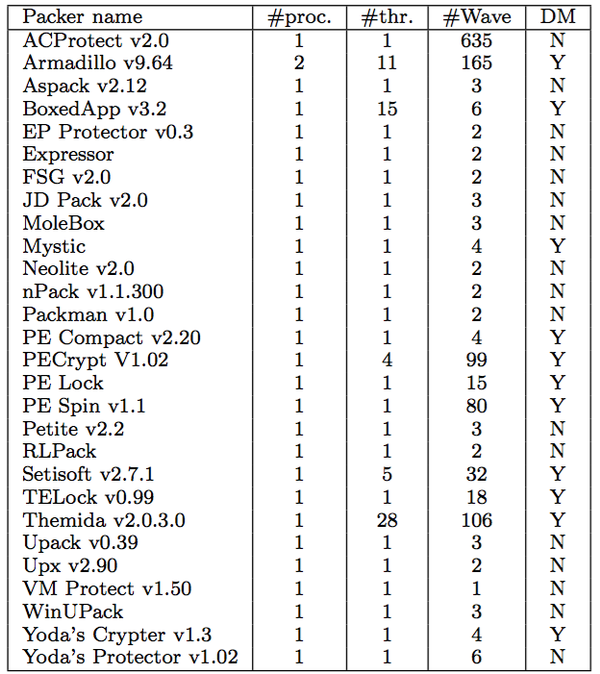 Packer name #proc. #thr. #Wave DM
ACProtect v2.0 1 1 635 N
Armadillo v9.64 2 11 165 Y
Aspack v2.12 1 1 3 N
BoxedApp v3.2 1 15 6 Y
EP Protector v0.3 1 1 2 N
Expressor 1 1 2 N
FSG v2.0 1 1 2 N
JD Pack v2.0 1 1 3 N
MoleBox 1 1 3 N
Mystic 1 1 4 Y
Neolite v2.0 1 1 2 N
nPack v1.1.300 1 1 2 N
Packman v1.0 1 1 2 N
PE Compact v2.20 1 1 4 Y
PECrypt V1.02 1 4 99 Y
PE Lock 1 1 15 Y
PE Spin v1.1 1 1 80 Y
Petite v2.2 1 1 3 N
RLPack 1 1 2 N
Setisoft v2.7.1 1 5 32 Y
TELock v0.99 1 1 18 Y
Themida v2.0.3.0 1 28 106 Y
Upack v0.39 1 1 3 N
Upx v2.90 1 1 2 N
VM Protect v1.50 1 1 1 N
WinUPack 1 1 3 N
Yoda's Crypter v1.3 1 1 4 Y
Yoda's Protector v1.02 1 1 6 N